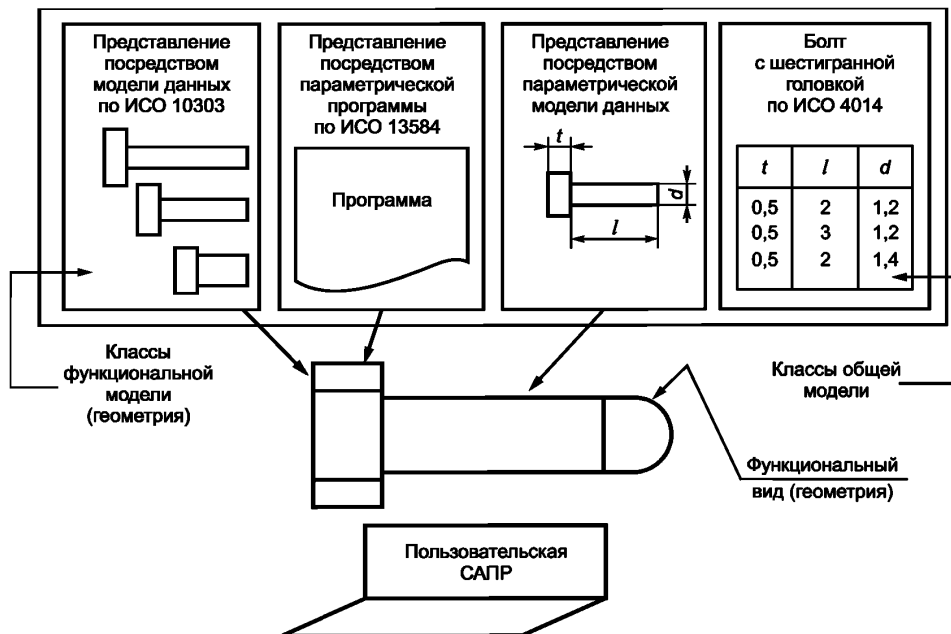 Представление
посредством
модели данных
по ИСО 10303
Представление
посредством
параметрической
программы
по ИСО 13584
Программа
Представление
посредством
параметрической
модели данных
t
d
l
Болт
с шестигранной
головкой
по ИСО 4014
t l d
0,5 2 1,2
0,5 3 1,2
0,5 2 1,4
Классы
функциональной
модели
(геометрия)
Классы общей
модели
Функциональный
вид (геометрия)
Пользовательская
САПР